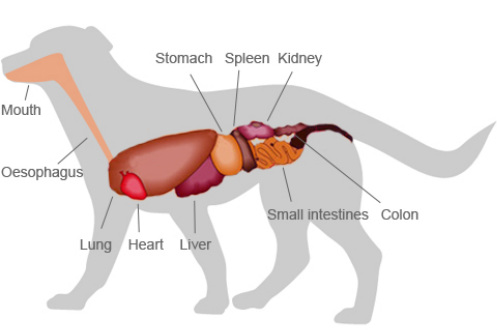 Stomach Spleen Kidney
Mouth
Oesophagus
Small intestines Colon
Lung Heart Liver